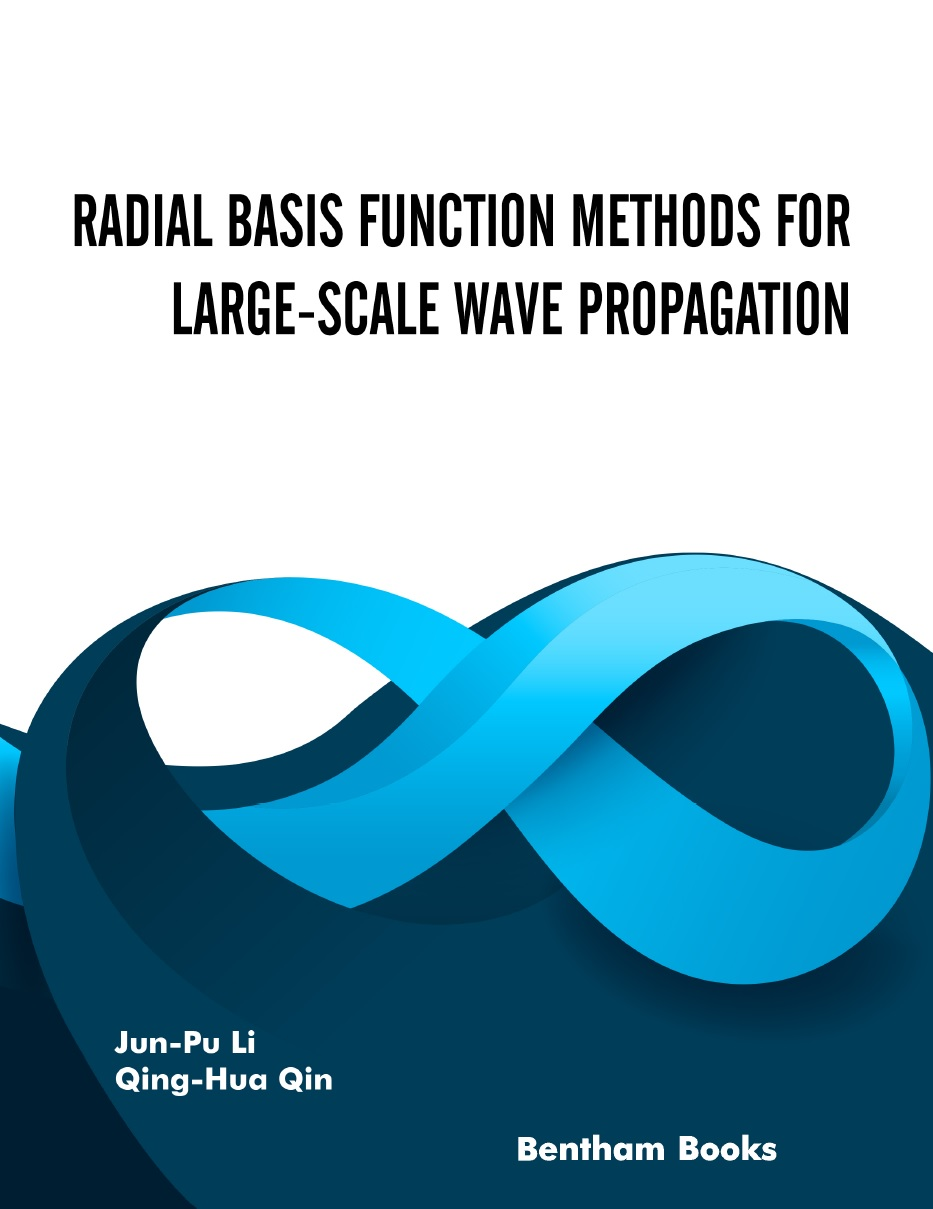 RADIAL BASIS FUNCTION METHODS FOR
LARGE-SCALE WAVE PROPAGATION
Jun-Pu Li
Qing-Hua Qin
Bentham Books